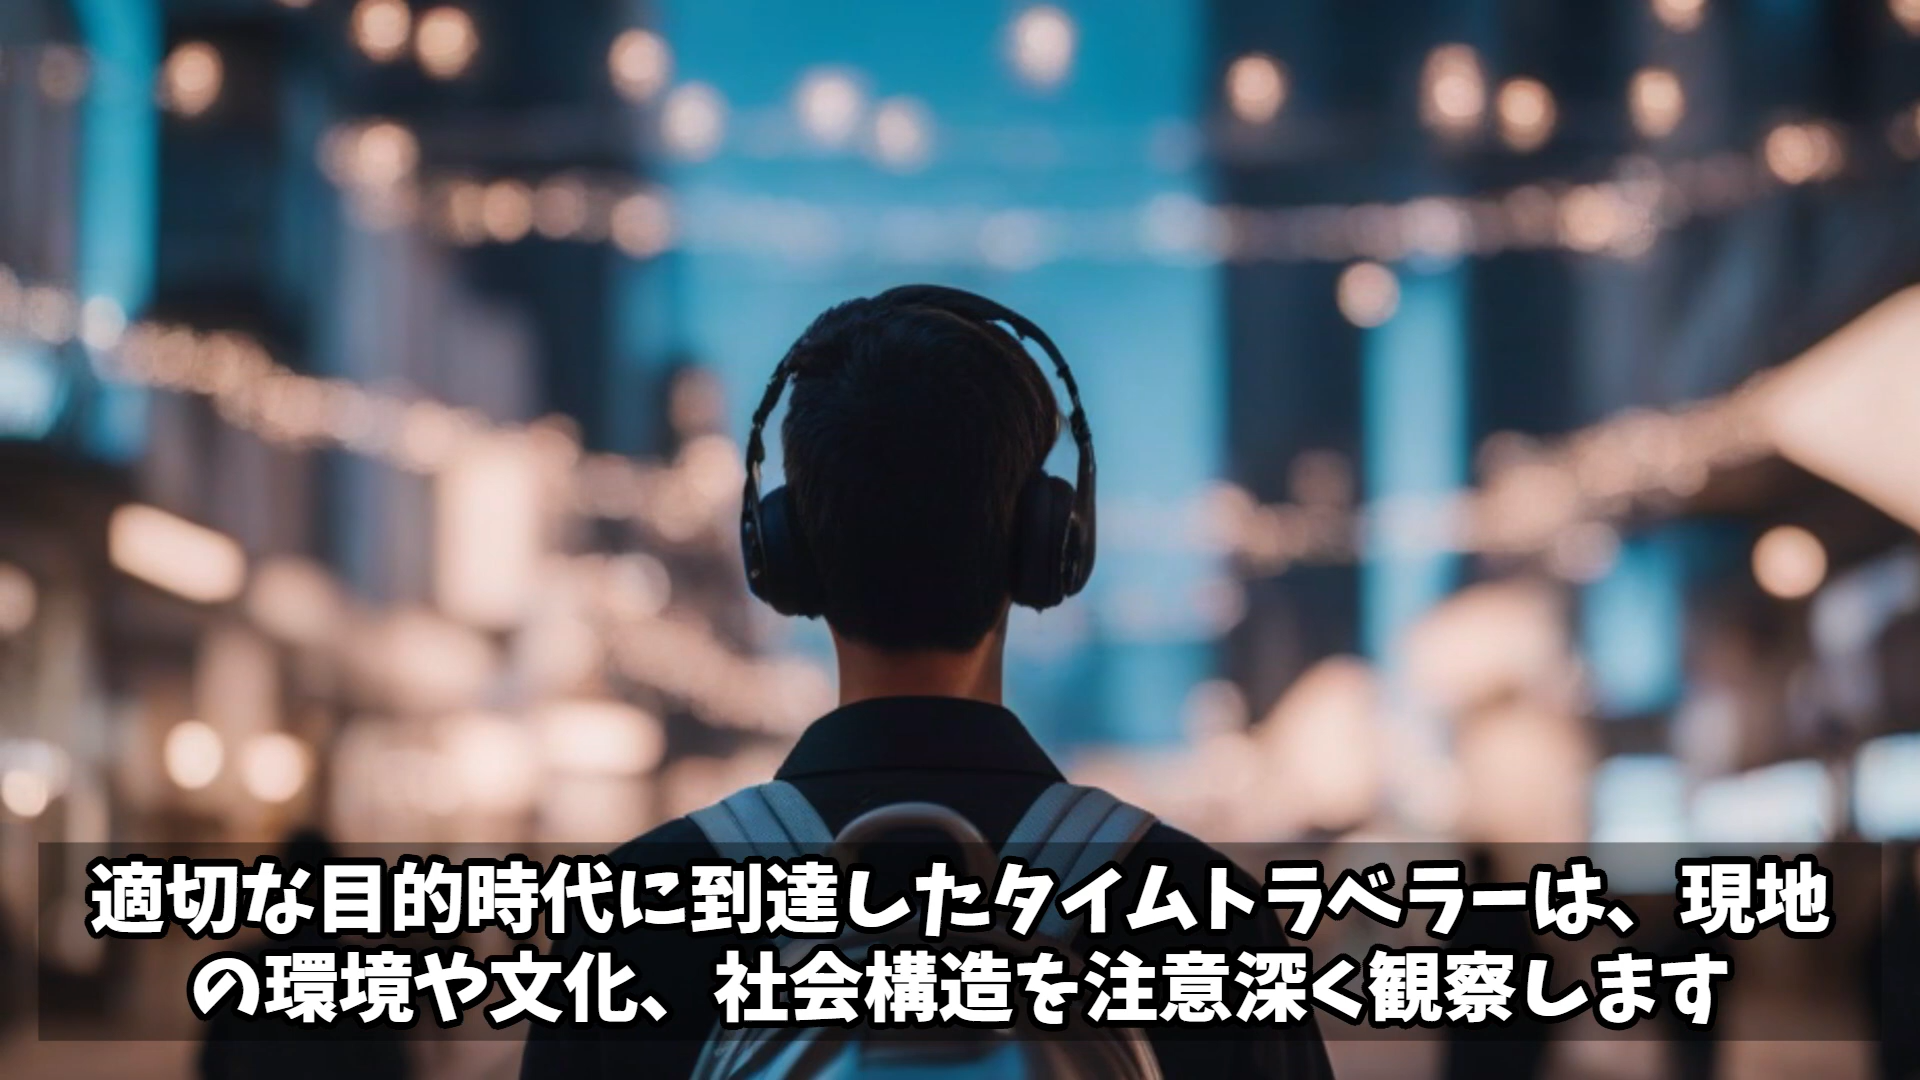 適切な目的時代に到達したタイムトラベラーは、現地
の環境や文化、社会構造を注意深く観察します